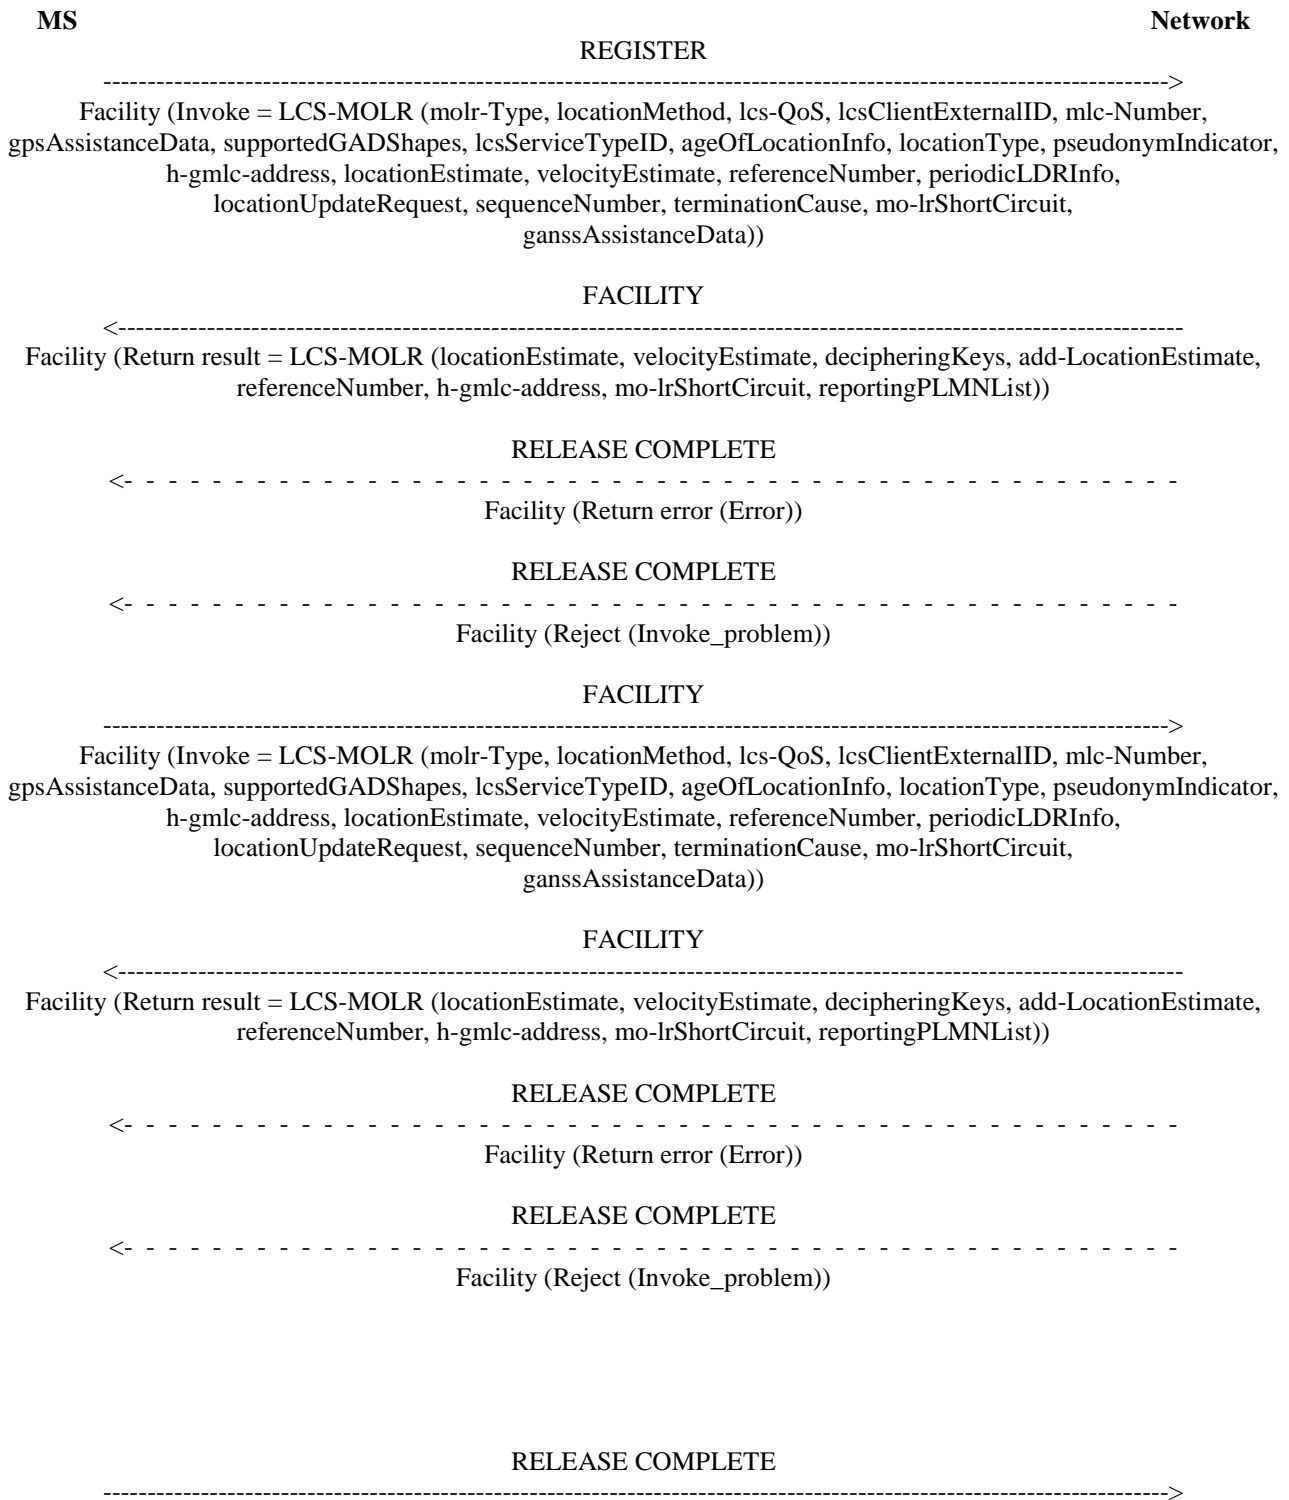 MS Network
REGISTER
------------------------------------------------------------------------------------------------------------------------>
Facility (Invoke = LCS-MOLR (molr-Type, locationMethod, lcs-QoS, lcsClientExternalID, mlc-Number,
gpsAssistanceData, supportedGADShapes, lcsServiceTypeID, ageOfLocationInfo, locationType, pseudonymIndicator,
h-gmlc-address, locationEstimate, velocityEstimate, referenceNumber, periodicLDRInfo,
locationUpdateRequest, sequenceNumber, terminationCause, mo-lrShortCircuit,
ganssAssistanceData))
FACILITY
<------------------------------------------------------------------------------------------------------------------------
Facility (Return result = LCS-MOLR (locationEstimate, velocityEstimate, decipheringKeys, add-LocationEstimate,
referenceNumber, h-gmlc-address, mo-lrShortCircuit, reportingPLMNList))
RELEASE COMPLETE
<- - - - - - - - - - - - - - - - - - - - - - - - - - - - - - - - - - - - - - - - - - - - - - - - -
Facility (Return error (Error))
RELEASE COMPLETE
<- - - - - - - - - - - - - - - - - - - - - - - - - - - - - - - - - - - - - - - - - - - - - - - - -
Facility (Reject (Invoke_problem))
FACILITY
------------------------------------------------------------------------------------------------------------------------>
Facility (Invoke = LCS-MOLR (molr-Type, locationMethod, lcs-QoS, lcsClientExternalID, mlc-Number,
gpsAssistanceData, supportedGADShapes, lcsServiceTypeID, ageOfLocationInfo, locationType, pseudonymIndicator,
h-gmlc-address, locationEstimate, velocityEstimate, referenceNumber, periodicLDRInfo,
locationUpdateRequest, sequenceNumber, terminationCause, mo-lrShortCircuit,
ganssAssistanceData))
FACILITY
<------------------------------------------------------------------------------------------------------------------------
Facility (Return result = LCS-MOLR (locationEstimate, velocityEstimate, decipheringKeys, add-LocationEstimate,
referenceNumber, h-gmlc-address, mo-lrShortCircuit, reportingPLMNList))
RELEASE COMPLETE
<- - - - - - - - - - - - - - - - - - - - - - - - - - - - - - - - - - - - - - - - - - - - - - - - -
Facility (Return error (Error))
RELEASE COMPLETE
<- - - - - - - - - - - - - - - - - - - - - - - - - - - - - - - - - - - - - - - - - - - - - - - - -
Facility (Reject (Invoke_problem))
RELEASE COMPLETE
------------------------------------------------------------------------------------------------------------------------>